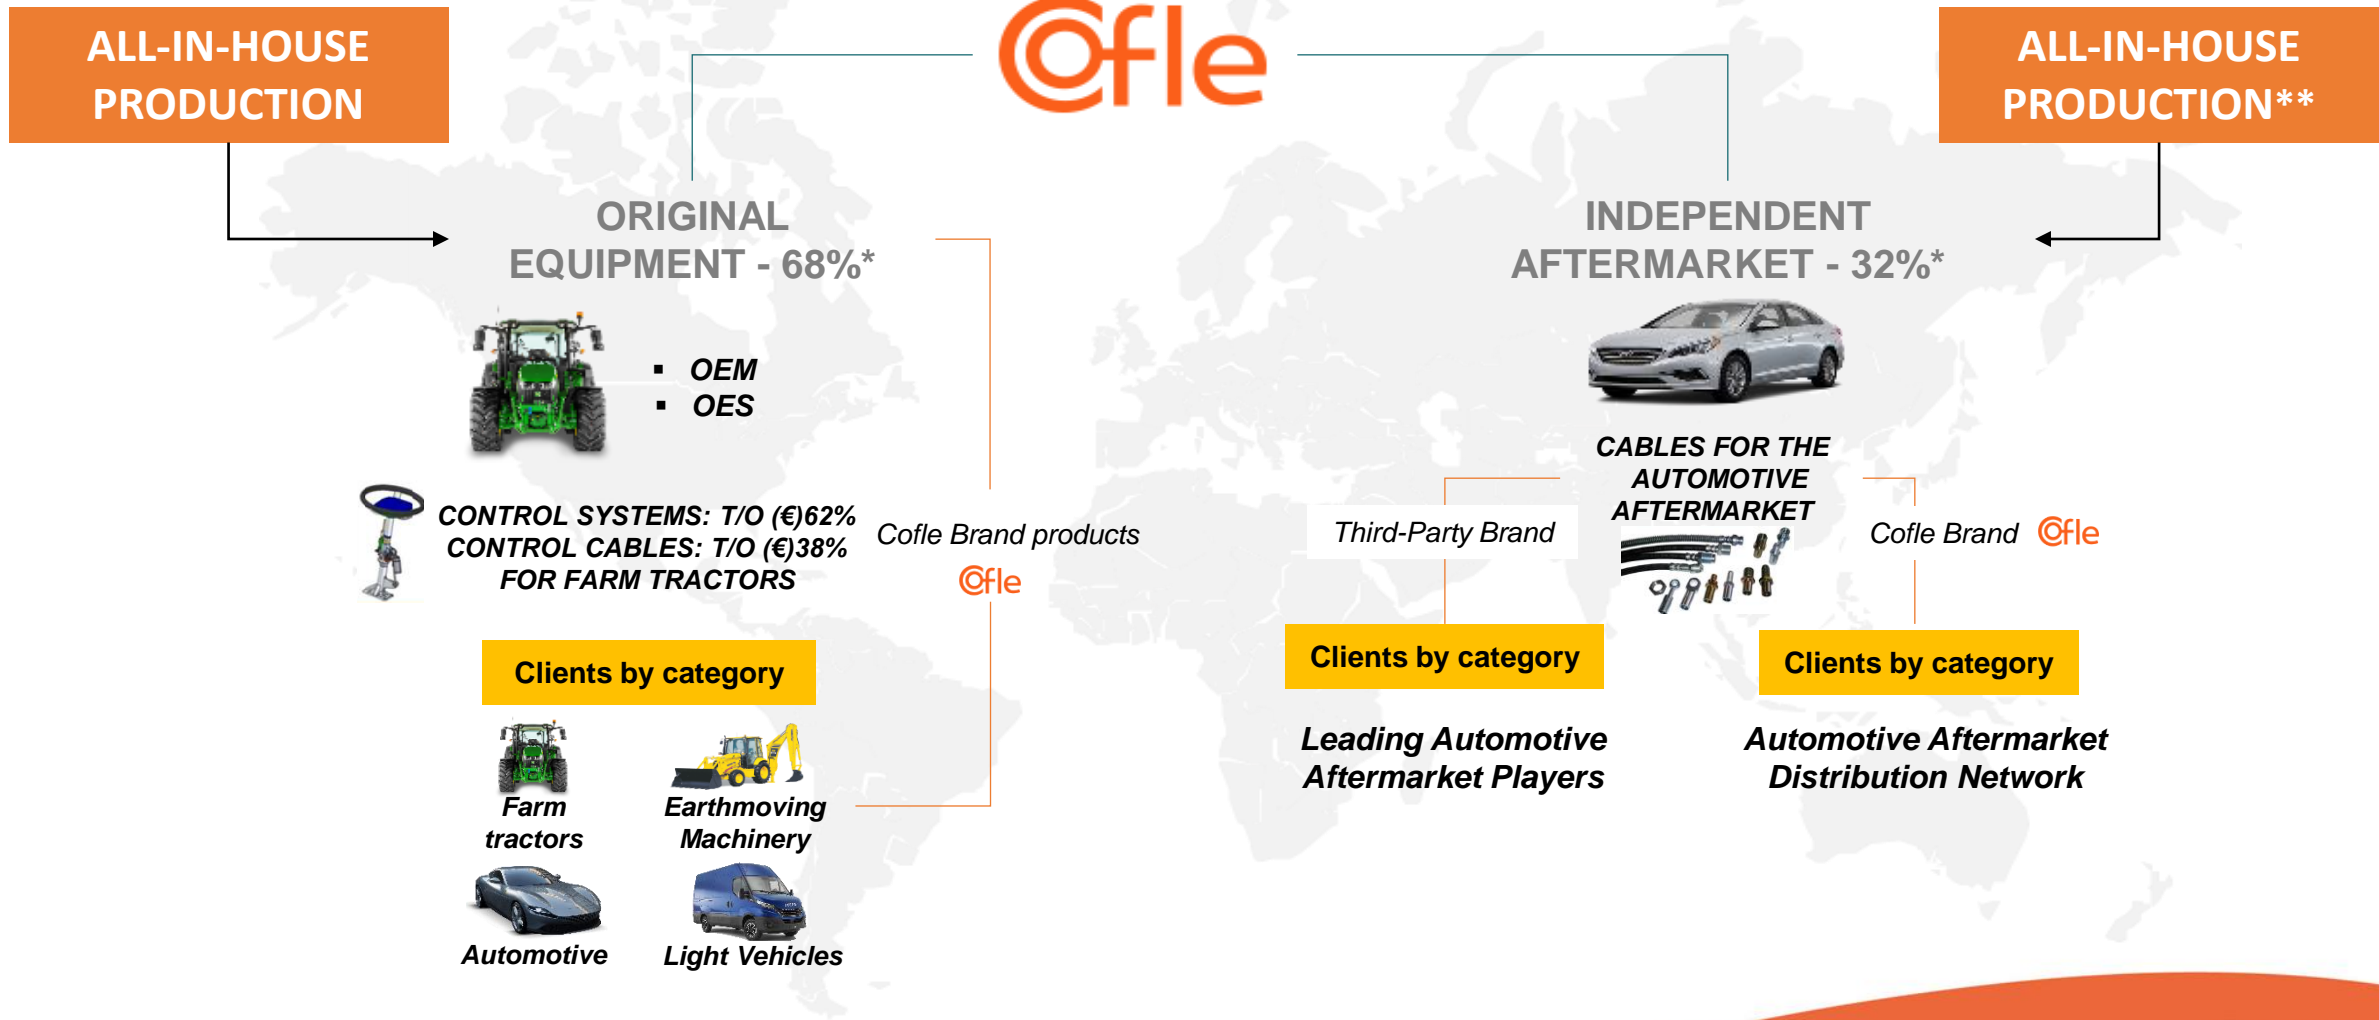 ALL-IN-HOUSE
PRODUCTION
Cofle
ALL-IN-HOUSE
PRODUCTION**
ORIGINAL
EQUIPMENT - 68%*
▪ OEM
▪ OES
CONTROL SYSTEMS: T/O (€)62%
CONTROL CABLES: T/O (€)38%
FOR FARM TRACTORS
Cofle Brand products
Cofle
Clients by category
Farm
tractors
Earthmoving
Machinery
Automotive
Light Vehicles
INDEPENDENT
AFTERMARKET - 32%*
CABLES FOR THE
AUTOMOTIVE
AFTERMARKET
Third-Party Brand
Clients by category
Leading Automotive
Aftermarket Players
Cofle Brand Cofle
Clients by category
Automotive Aftermarket
Distribution Network